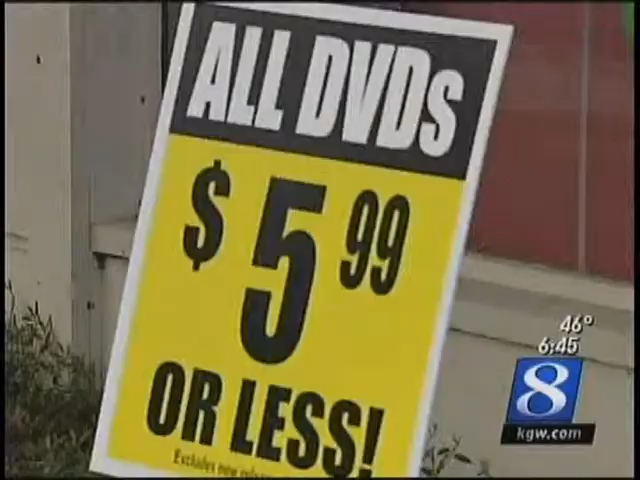 ALL DVDs
$ 5 99
OR LESS!
Excludes new
46°
6:45
8
kgw.com